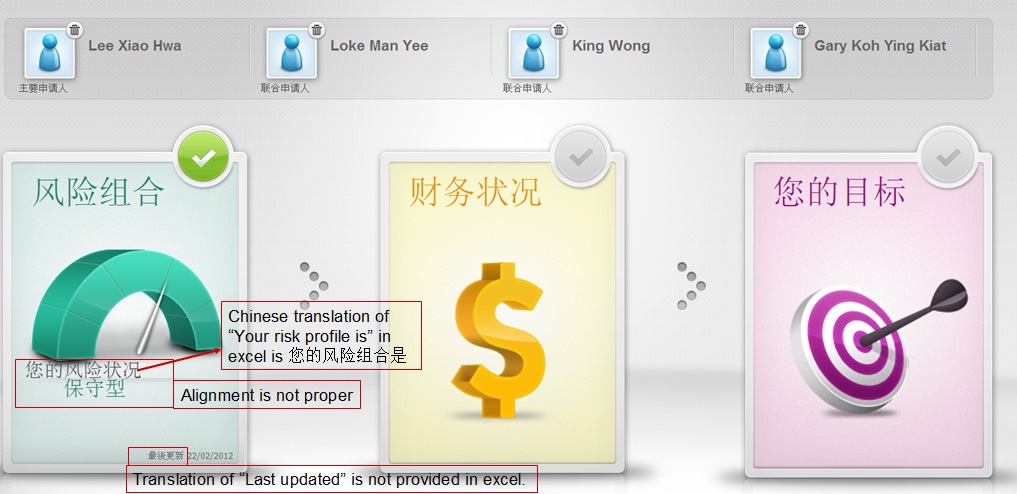 Lee Xiao Hwa
主要申请人
Loke Man Yee
联合申请人
King Wong
联合申请人
Gary Koh Ying Kiat
联合申请人
风险组合
财务状况
您的目标
Chinese translation of
“Your risk profile is” in
excel is 您的风险组合是
您的风险状况
保守型
Alignment is not proper
最後更新 22/02/2012
Translation of “Last updated” is not provided in excel.